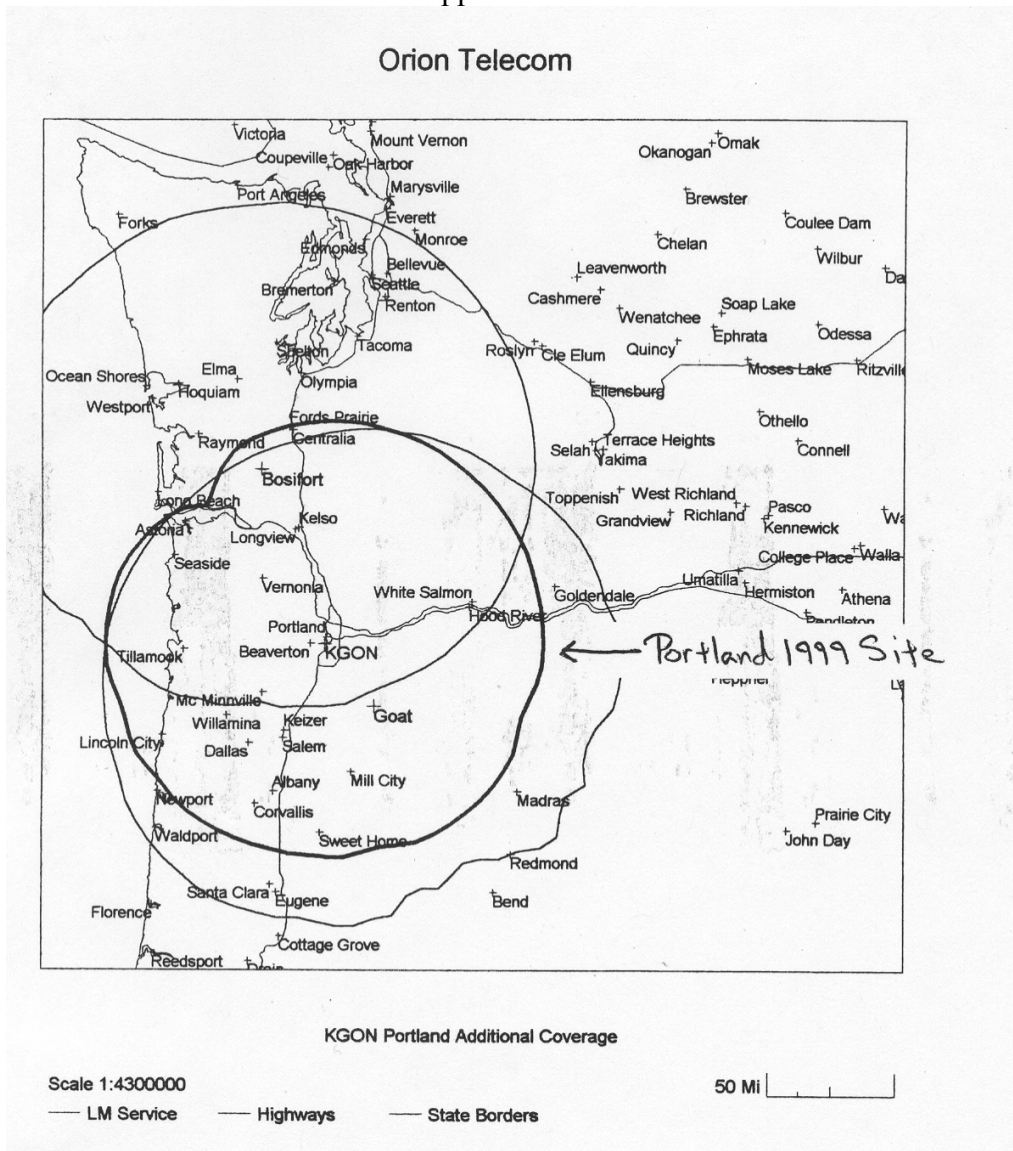 Orion Telecom
Victoria
Mount Vernon
Coupeville
Oak Harbor
Okanogan
Omak
Port Angeles
Marysville
Brewster
Forks
Everett
Coulee Dam
Edmonds
Monroe
Chelan
Wilbur
Bellevue
Leavenworth
Bremerton
Seattle
Renton
Cashmere
Soap Lake
Wenatchee
Shelton
Tacoma
Roslyn
Cle Elum
Quincy
Ephrata
Odessa
Elma
Moses Lake
Ritzville
Ocean Shores
Hoquiam
Olympia
Ellensburg
Westport
Fords Prairie
Othello
Raymond
Centralia
Selah
Terrace Heights
Yakima
Connell
Bosifort
Toppenish
West Richland
Long Beach
Pasco
Grandview
Richland
Kennewick
Astoria
Longview
Kelso
Seaside
College Place
Walla
Vernonia
White Salmon
Goldendale
Umatilla
Hermiston
Athena
Hood River
Pendleton
Portland
Tillamook
Beaverton
KGON
Portland 1999 Site
Heppner
Mc Minnville
Willamina
Keizer
Goat
Lincoln City
Dallas
Salem
Albany
Mill City
Newport
Corvallis
Madras
Waldport
Sweet Home
Prairie City
John Day
Redmond
Santa Clara
Eugene
Bend
Florence
Cottage Grove
Reedsport
Drain
KGON Portland Additional Coverage
Scale 1:4300000
50 Mi
LM Service Highways State Borders